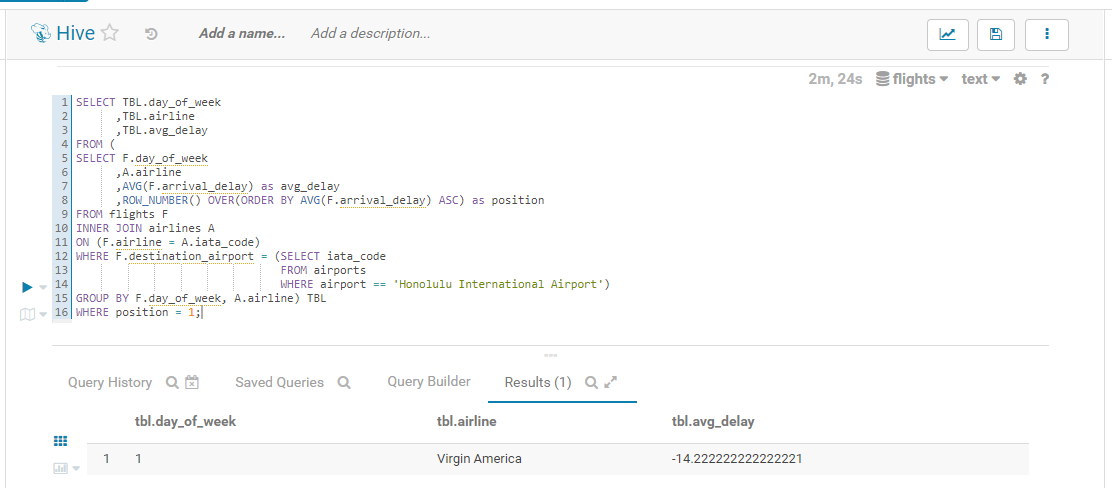 Hive Add a name... Add a description...
2m, 24s flights text ?
1 SELECT TBL.day_of_week
2 ,TBL.airline
3 ,TBL.avg_delay
4 FROM (
5 SELECT F.day_of_week
6 ,A.airline
7 ,AVG(F.arrival_delay) as avg_delay
8 ,ROW_NUMBER() OVER(ORDER BY AVG(F.arrival_delay) ASC) as position
9 FROM flights F
10 INNER JOIN airlines A
11 ON (F.airline = A.iata_code)
12 WHERE F.destination_airport = (SELECT iata_code
13 FROM airports
14 WHERE airport == 'Honolulu International Airport')
15 GROUP BY F.day_of_week, A.airline) TBL
16 WHERE position = 1;
Query History Saved Queries Query Builder Results (1)
tbl.day_of_week tbl.airline tbl.avg_delay
1 1 Virgin America -14.222222222222221